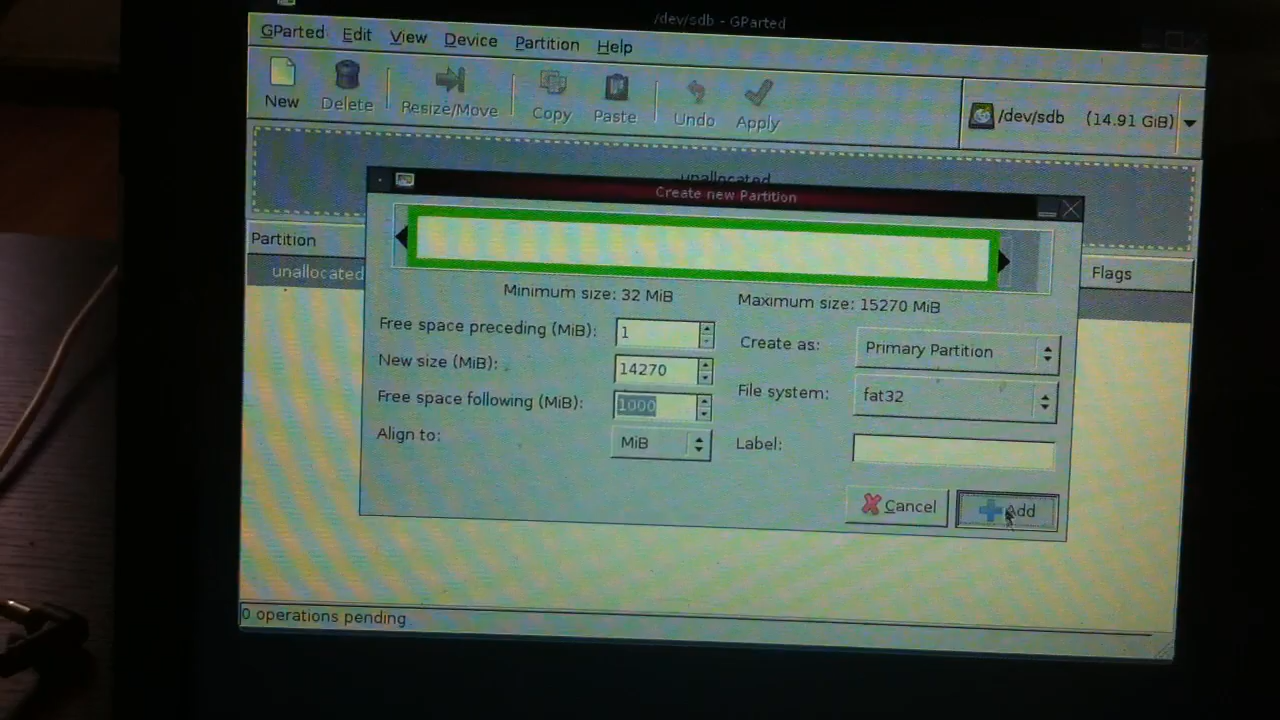 /dev/sdb - GParted
GParted Edit View Device Partition Help
New Delete Resize/Move Copy Paste Undo Apply /dev/sdb (14.91 GiB)
unallocated
Create new Partition
Partition Flags
unallocated
Minimum size: 32 MiB Maximum size: 15270 MiB
Free space preceding (MiB): 1 Create as: Primary Partition
New size (MiB): 14270 File system: fat32
Free space following (MiB): 1000
Align to: MiB Label:
Cancel Add
0 operations pending